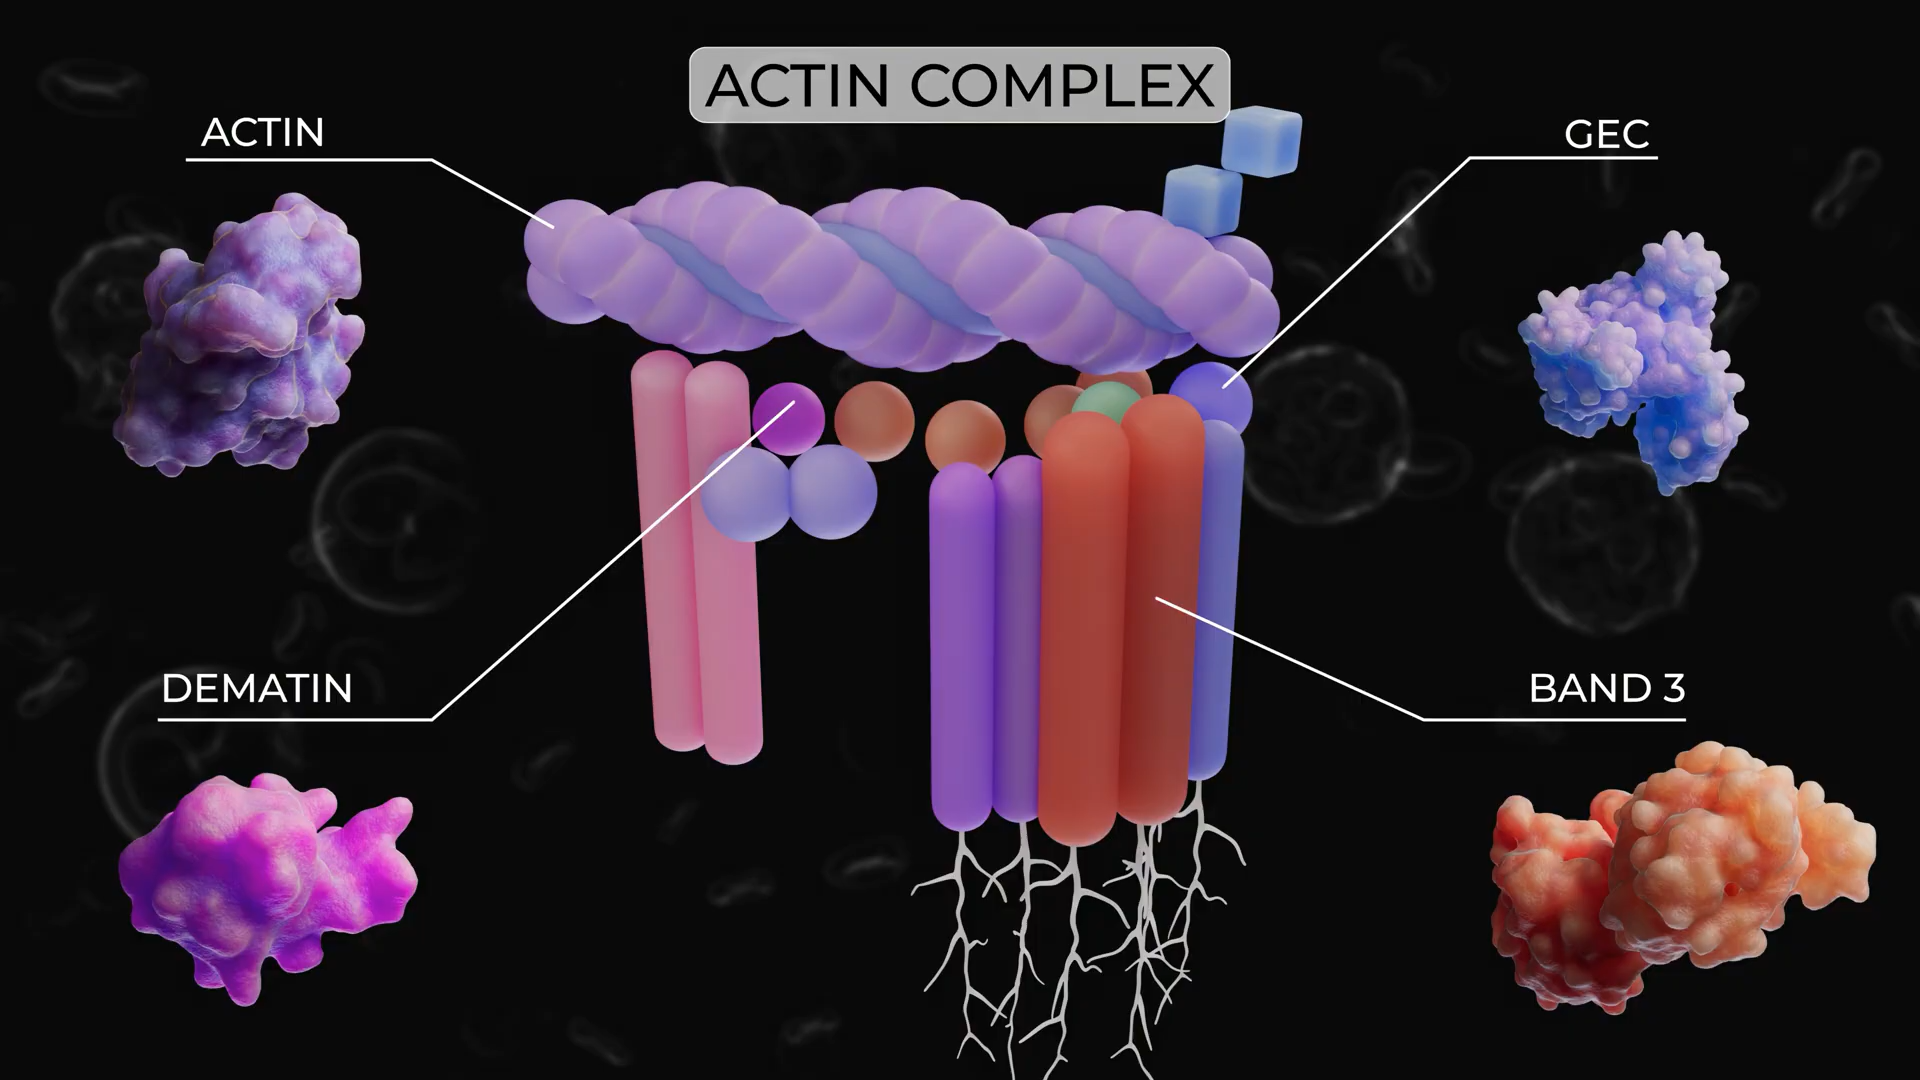 ACTIN COMPLEX
ACTIN
GEC
DEMATIN
BAND 3